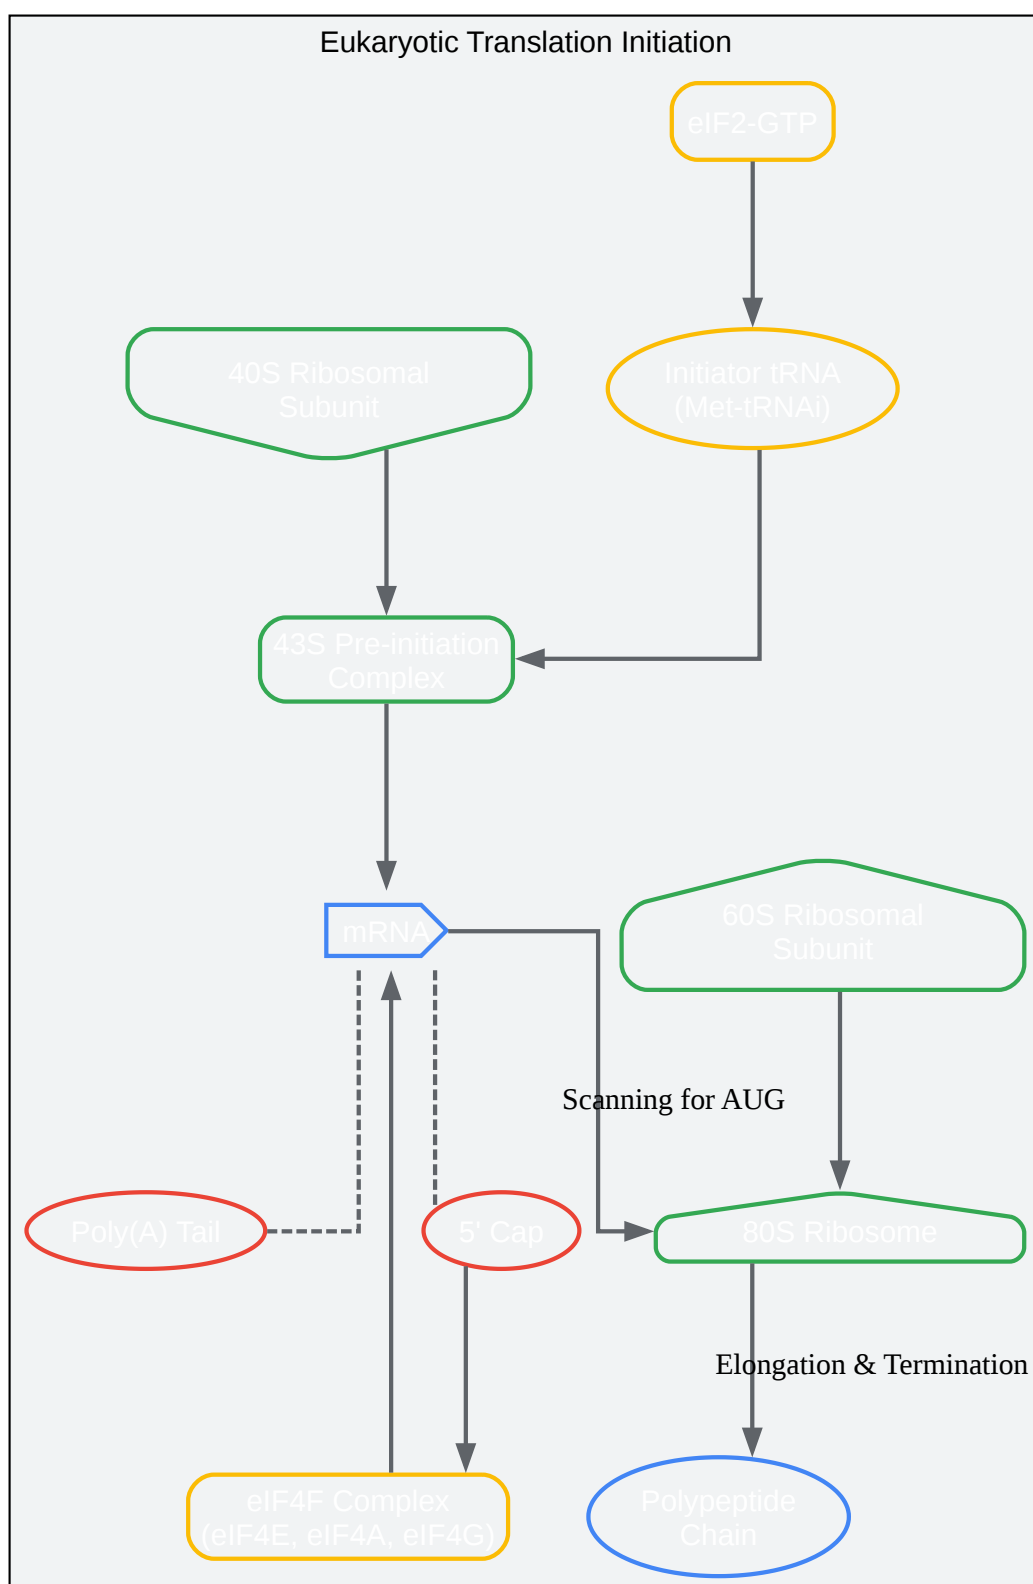 Eukaryotic Translation Initiation
eIF2-GTP
40S Ribosomal
Subunit
Initiator tRNA
(Met-tRNAi)
43S Pre-initiation
Complex
mRNA
60S Ribosomal
Subunit
Scanning for AUG
Poly(A) Tail
5' Cap
80S Ribosome
Elongation & Termination
eIF4F Complex
(eIF4E, eIF4A, eIF4G)
Polypeptide
Chain